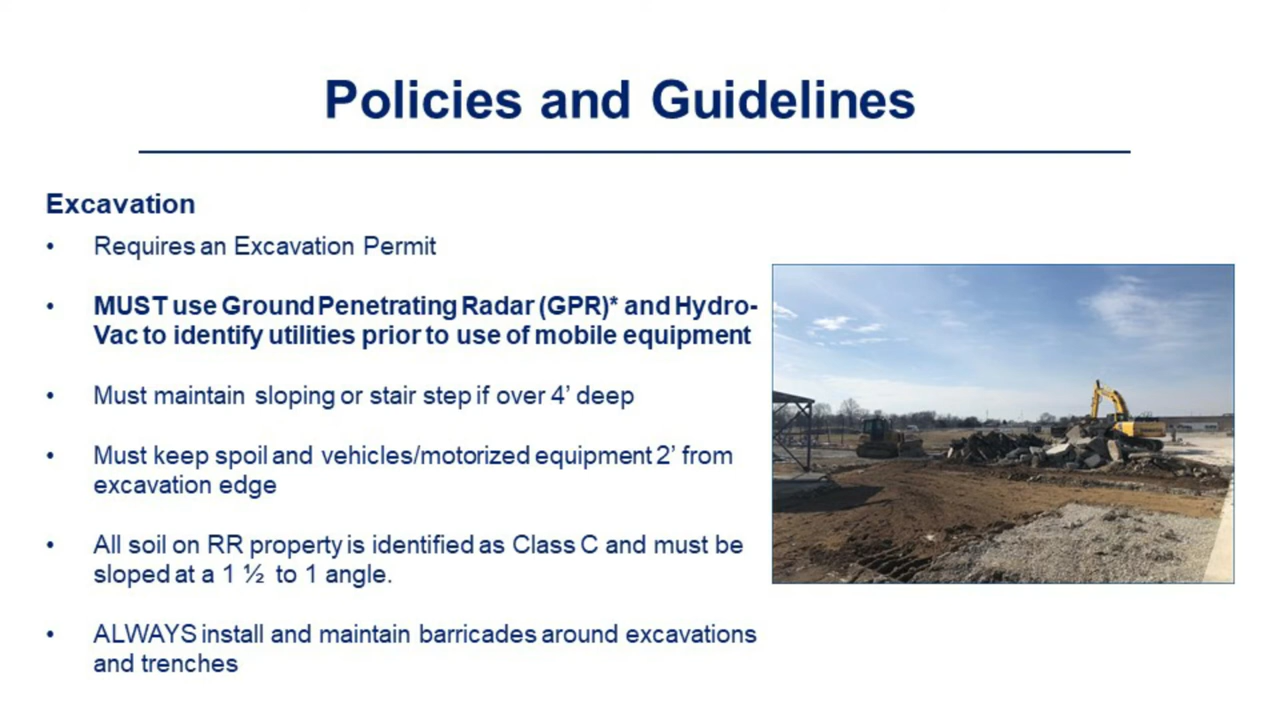 Policies and Guidelines
Excavation
• Requires an Excavation Permit
• MUST use Ground Penetrating Radar (GPR)* and Hydro-
Vac to identify utilities prior to use of mobile equipment
• Must maintain sloping or stair step if over 4’ deep
• Must keep spoil and vehicles/motorized equipment 2’ from
excavation edge
• All soil on RR property is identified as Class C and must be
sloped at a 1 ½ to 1 angle.
• ALWAYS install and maintain barricades around excavations
and trenches